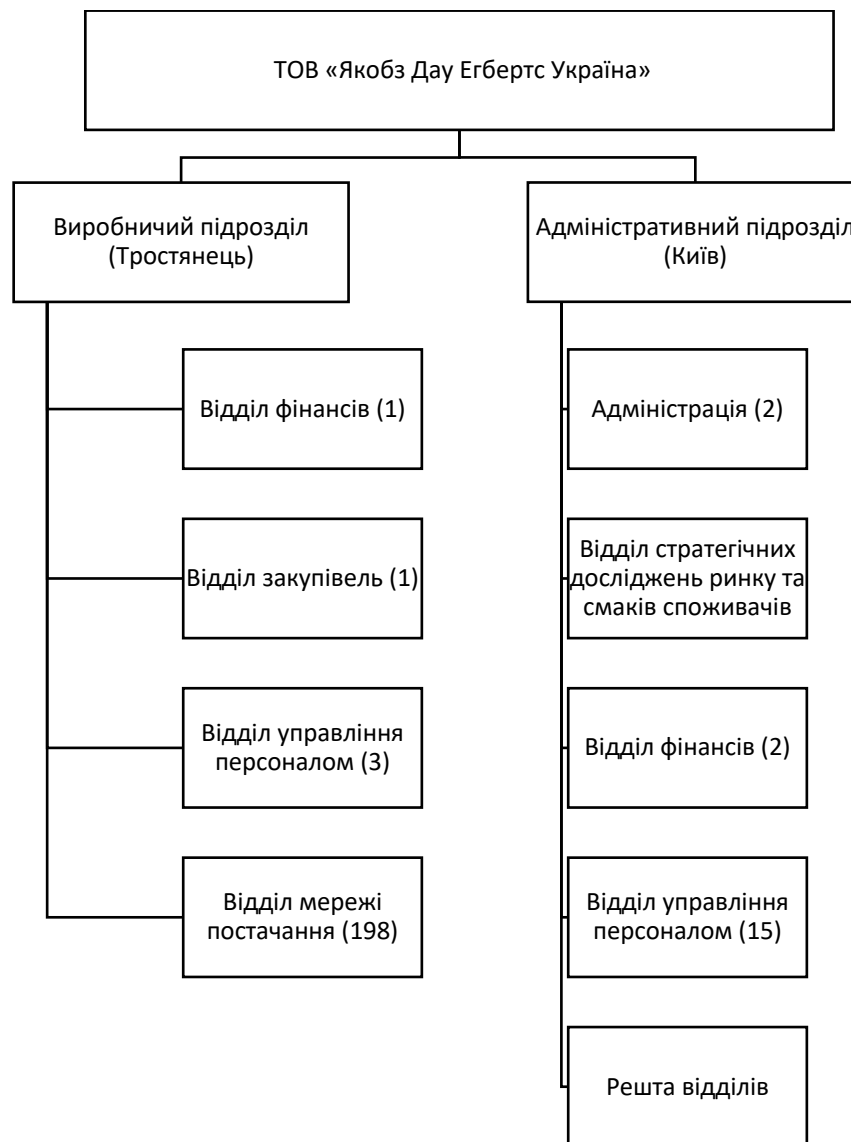 ТОВ «Якобз Дау Егбертс Україна»
Виробничий підрозділ
(Тростянець)
Адміністративний підрозділ
(Київ)
Відділ фінансів (1)
Адміністрація (2)
Відділ закупівель (1)
Відділ стратегічних
досліджень ринку та
смаків споживачів
Відділ управління
персоналом (3)
Відділ фінансів (2)
Відділ мережі
постачання (198)
Відділ управління
персоналом (15)
Решта відділів